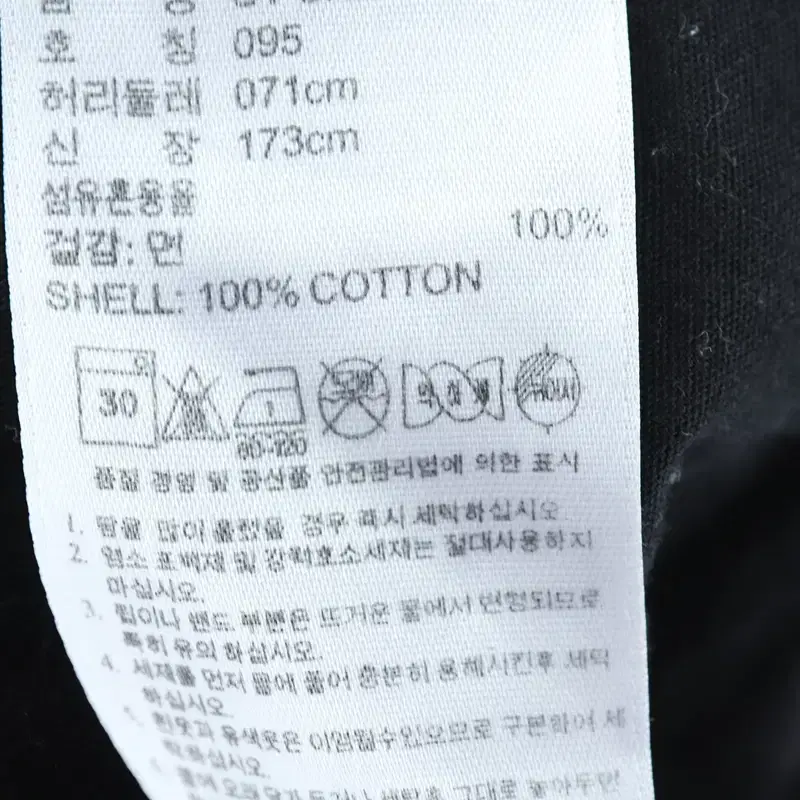 호 칭 095
허리둘레 071cm
신 장 173cm
섬유혼용율
100%
겉감: 면
SHELL: 100% COTTON
30
1
80-120
약 하 게
품질 경영 및 공산품 안전관리법에 의한 표시
1. 땀을 많이 흘렸을 경우 즉시 세탁하십시오
2. 염소 표백제 및 강력효소세제는 절대사용하지
마십시오.
3. 립이나 밴드 부분은 뜨거운 물에서 변형되므로
특히 유의 하십시오.
4. 세제를 먼저 물에 풀어 충분히 용해시킨후 세탁
하십시오.
5. 흰옷과 유색옷은 이염될수있으므로 구분하여 세
탁하십시오.